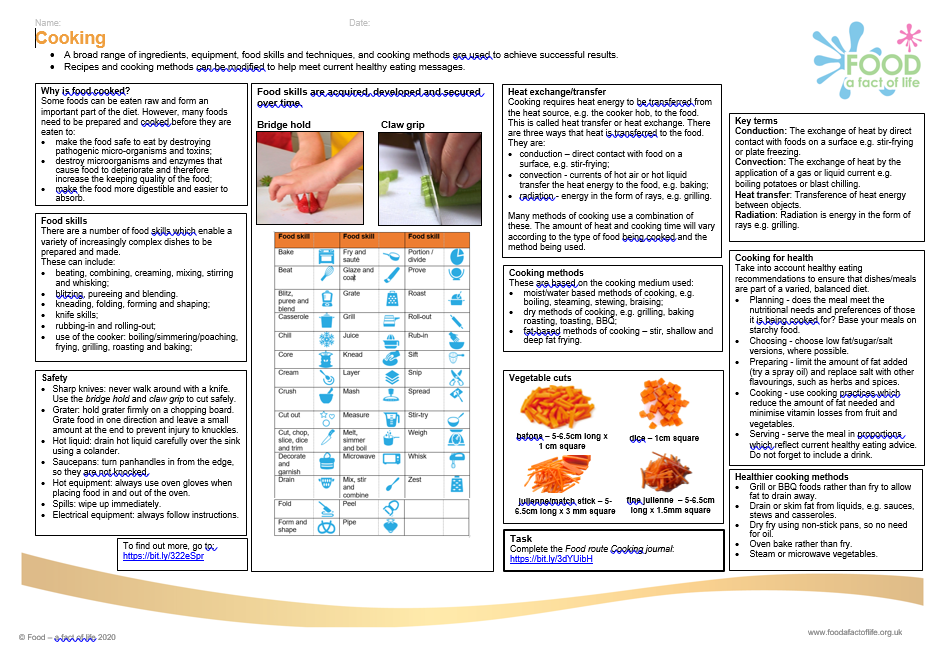 Name:
Date:
Cooking
• A broad range of ingredients, equipment, food skills and techniques, and cooking methods are used to achieve successful results.
• Recipes and cooking methods can be modified to help meet current healthy eating messages.
FOOD
a fact of life
Why is food cooked?
Some foods can be eaten raw and form an
important part of the diet. However, many foods
need to be prepared and cooked before they are
eaten to:
• make the food safe to eat by destroying
pathogenic micro-organisms and toxins;
• destroy microorganisms and enzymes that
cause food to deteriorate and therefore
increase the keeping quality of the food;
• make the food more digestible and easier to
absorb.
Food skills
There are a number of food skills which enable a
variety of increasingly complex dishes to be
prepared and made.
These can include:
• beating, combining, creaming, mixing, stirring
and whisking;
• blitzing, pureeing and blending.
• kneading, folding, forming and shaping;
• knife skills;
• rubbing-in and rolling-out;
• use of the cooker: boiling/simmering/poaching,
frying, grilling, roasting and baking;
Safety
• Sharp knives: never walk around with a knife.
Use the bridge hold and claw grip to cut safely.
• Grater: hold grater firmly on a chopping board.
Grate food in one direction and leave a small
amount at the end to prevent injury to knuckles.
• Hot liquid: drain hot liquid carefully over the sink
using a colander.
• Saucepans: turn panhandles in from the edge,
so they are not knocked.
• Hot equipment: always use oven gloves when
placing food in and out of the oven.
• Spills: wipe up immediately.
• Electrical equipment: always follow instructions.
To find out more, go to:
https://bit.ly/322eSpr
Food skills are acquired, developed and secured
over time.
Bridge hold
Claw grip
Food skill Food skill Food skill
Bake Fry and sauté Portion / divide
Beat Glaze and coat Prove
Blitz, puree and blend Grate Roast
Casserole Grill Roll-out
Chill Juice Rub-in
Core Knead Sift
Cream Layer Snip
Crush Mash Spread
Cut out Measure Stir-try
Cut, chop, slice, dice and trim Melt, simmer and boil Weigh
Decorate and garnish Microwave Whisk
Drain Mix, stir and combine Zest
Fold Peel
Form and shape Pipe
Heat exchange/transfer
Cooking requires heat energy to be transferred from
the heat source, e.g. the cooker hob, to the food.
This is called heat transfer or heat exchange. There
are three ways that heat is transferred to the food.
They are:
• conduction – direct contact with food on a
surface, e.g. stir-frying;
• convection - currents of hot air or hot liquid
transfer the heat energy to the food, e.g. baking;
• radiation - energy in the form of rays, e.g. grilling.
Many methods of cooking use a combination of
these. The amount of heat and cooking time will vary
according to the type of food being cooked and the
method being used.
Cooking methods
These are based on the cooking medium used:
• moist/water based methods of cooking, e.g.
boiling, steaming, stewing, braising;
• dry methods of cooking, e.g. grilling, baking
roasting, toasting, BBQ;
• fat-based methods of cooking – stir, shallow and
deep fat frying.
Vegetable cuts
batons – 5-6.5cm long x
1 cm square
dice – 1cm square
julienne/match stick – 5-
6.5cm long x 3 mm square
fine julienne – 5-6.5cm
long x 1.5mm square
Task
Complete the Food route Cooking journal:
https://bit.ly/3dYUibH
Key terms
Conduction: The exchange of heat by direct
contact with foods on a surface e.g. stir-frying
or plate freezing.
Convection: The exchange of heat by the
application of a gas or liquid current e.g.
boiling potatoes or blast chilling.
Heat transfer: Transference of heat energy
between objects.
Radiation: Radiation is energy in the form of
rays e.g. grilling.
Cooking for health
Take into account healthy eating
recommendations to ensure that dishes/meals
are part of a varied, balanced diet.
• Planning - does the meal meet the
nutritional needs and preferences of those
it is being cooked for? Base your meals on
starchy food.
• Choosing - choose low fat/sugar/salt
versions, where possible.
• Preparing - limit the amount of fat added
(try a spray oil) and replace salt with other
flavourings, such as herbs and spices.
• Cooking - use cooking practices which
reduce the amount of fat needed and
minimise vitamin losses from fruit and
vegetables.
• Serving - serve the meal in proportions
which reflect current healthy eating advice.
Do not forget to include a drink.
Healthier cooking methods
• Grill or BBQ foods rather than fry to allow
fat to drain away.
• Drain or skim fat from liquids, e.g. sauces,
stews and casseroles.
• Dry fry using non-stick pans, so no need
for oil.
• Oven bake rather than fry.
• Steam or microwave vegetables.
© Food – a fact of life 2020
www.foodafactoflife.org.uk